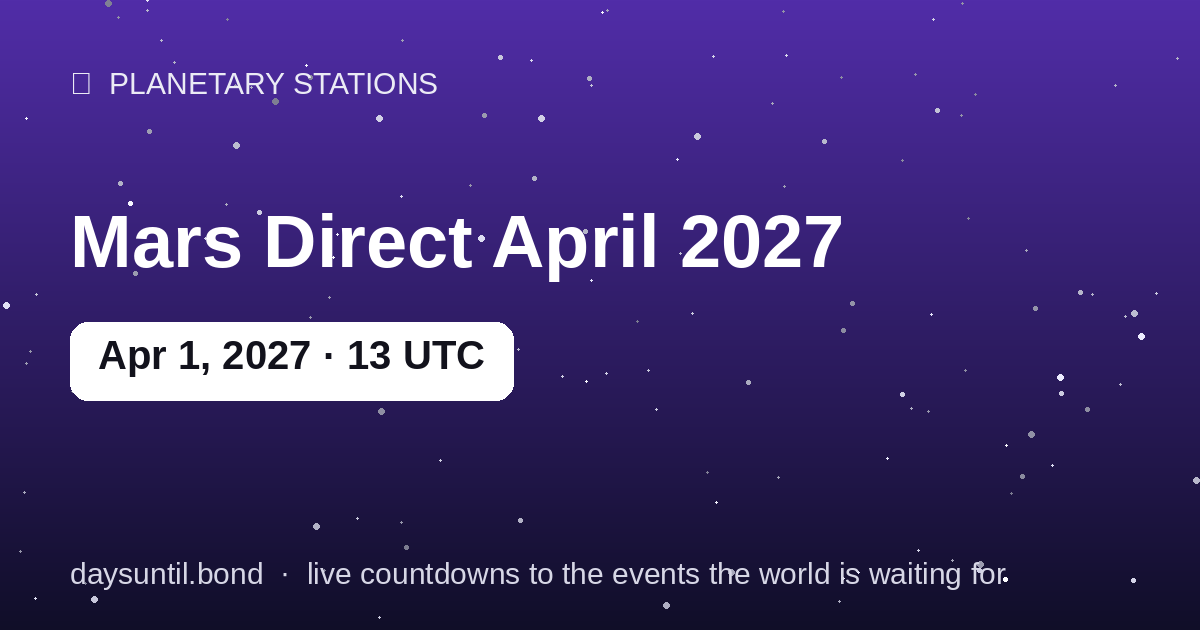 PLANETARY STATIONS
Mars Direct April 2027
Apr 1, 2027 · 13 UTC
daysuntil.bond · live countdowns to the events the world is waiting for.